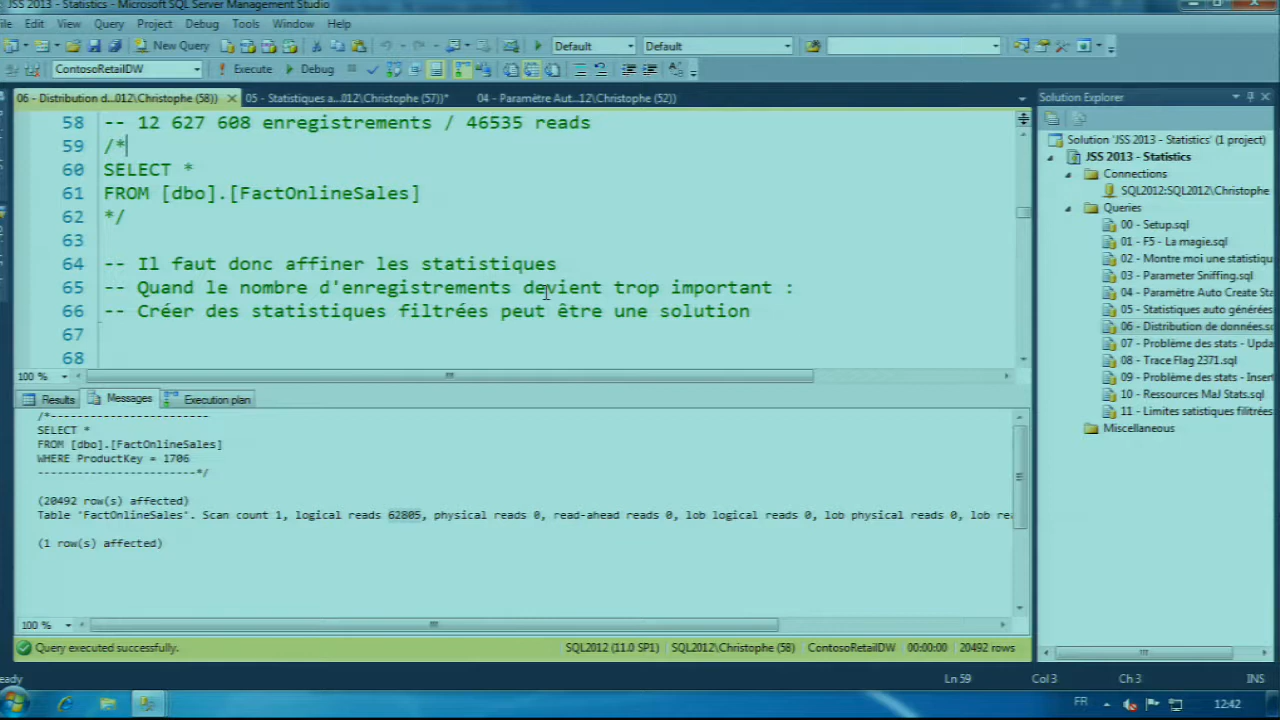 JSS 2013 - Statistics - Microsoft SQL Server Management Studio
File Edit View Query Project Debug Tools Window Help
New Query Default Default
ContosoRetailDW Execute Debug
06 - Distribution d...012\Christophe (58)) 05 - Statistiques a...012\Christophe (57))* 04 - Paramètre Aut...12\Christophe (52))
58 -- 12 627 608 enregistrements / 46535 reads
59 /*
60 SELECT *
61 FROM [dbo].[FactOnlineSales]
62 */
63
64 -- Il faut donc affiner les statistiques
65 -- Quand le nombre d'enregistrements devient trop important :
66 -- Créer des statistiques filtrées peut être une solution
67
68
100 %
Results Messages Execution plan
/*------------------------
SELECT *
FROM [dbo].[FactOnlineSales]
WHERE ProductKey = 1706
------------------------*/
(20492 row(s) affected)
Table 'FactOnlineSales'. Scan count 1, logical reads 62805, physical reads 0, read-ahead reads 0, lob logical reads 0, lob physical reads 0, lob re
(1 row(s) affected)
100 %
Query executed successfully. SQL2012 (11.0 SP1) SQL2012\Christophe (58) ContosoRetailDW 00:00:00 20492 rows
Solution Explorer
Solution 'JSS 2013 - Statistics' (1 project)
JSS 2013 - Statistics
Connections
SQL2012:SQL2012\Christophe
Queries
00 - Setup.sql
01 - F5 - La magie.sql
02 - Montre moi une statistiqu
03 - Parameter Sniffing.sql
04 - Paramètre Auto Create Sta
05 - Statistiques auto générées
06 - Distribution de données.s
07 - Problème des stats - Upda
08 - Trace Flag 2371.sql
09 - Problème des stats - Inser
10 - Ressources MaJ Stats.sql
11 - Limites satistiques filtrées
Miscellaneous
eady Ln 59 Col 3 Ch 3 INS
FR 12:42